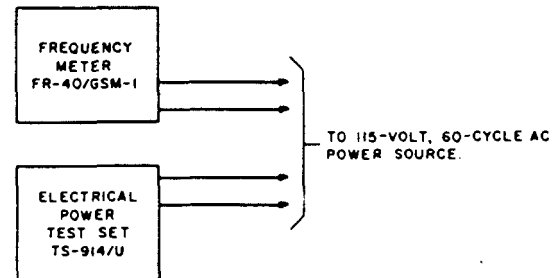 FREQUENCY
METER
FR-40/GSM-1
TO 115-VOLT, 60-CYCLE AC
POWER SOURCE.
ELECTRICAL
POWER
TEST SET
TS-914/U